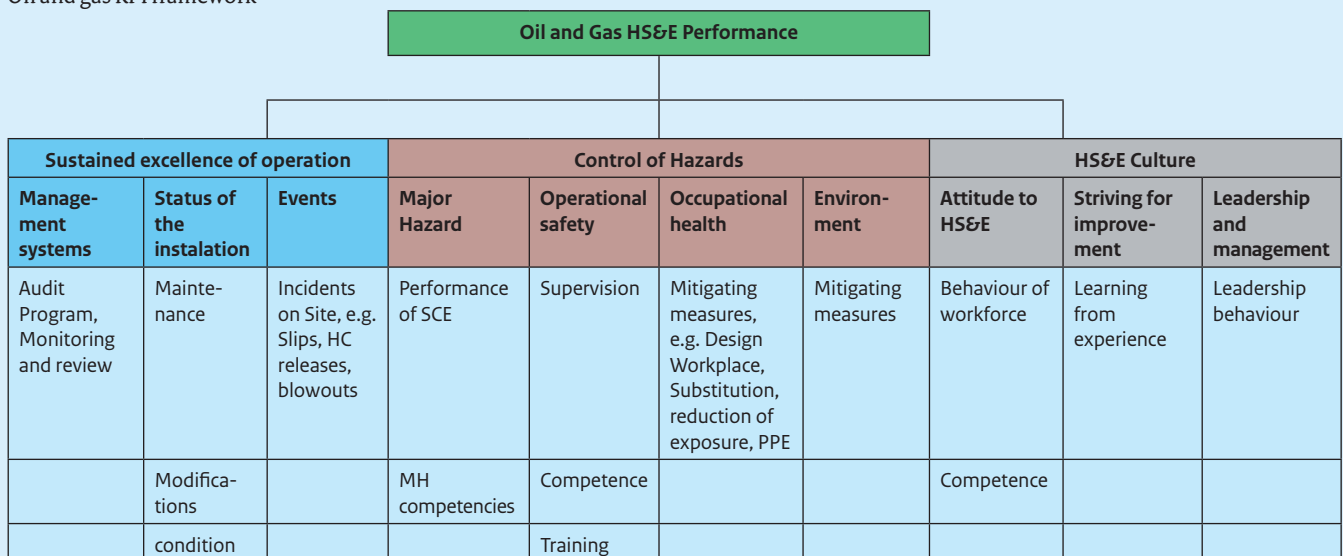 Oil and Gas HS&E Performance
Sustained excellence of operation
Control of Hazards
HS&E Culture
Manage-
ment
systems
Status of
the
instalation
Events
Major
Hazard
Operational
safety
Occupational
health
Environ-
ment
Attitude to
HS&E
Striving for
improve-
ment
Leadership
and
management
Audit
Program,
Monitoring
and review
Mainte-
nance
Incidents
on Site, e.g.
Slips, HC
releases,
blowouts
Performance
of SCE
Supervision
Mitigating
measures,
e.g. Design
Workplace,
Substitution,
reduction of
exposure, PPE
Mitigating
measures
Behaviour of
workforce
Learning
from
experience
Leadership
behaviour
Modifica-
tions
MH
competencies
Competence
Competence
condition
Training